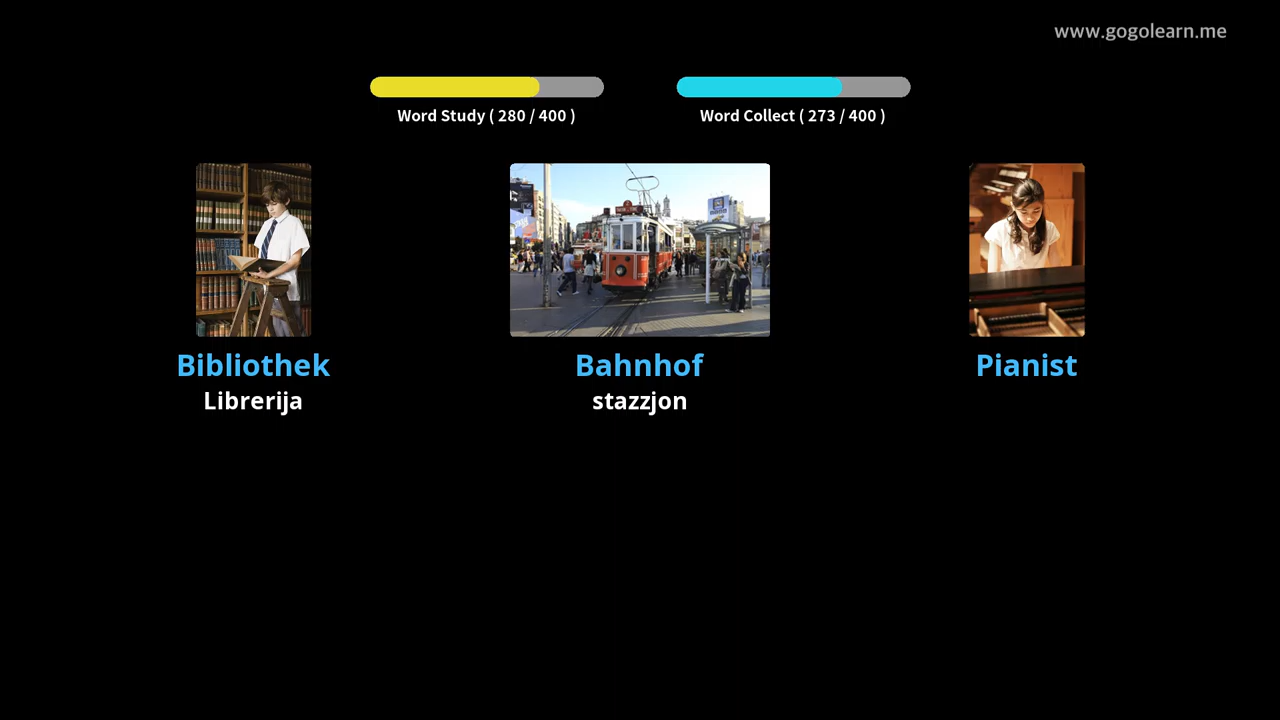 www.gogolearn.me
Word Study ( 280 / 400 )
Word Collect ( 273 / 400 )
Bibliothek
Librerija
Bahnhof
stazzjon
Pianist